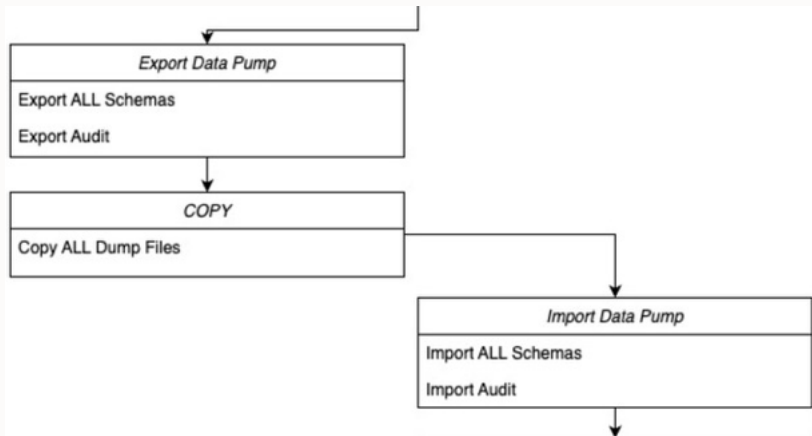 Export Data Pump
Export ALL Schemas
Export Audit
COPY
Copy ALL Dump Files
Import Data Pump
Import ALL Schemas
Import Audit